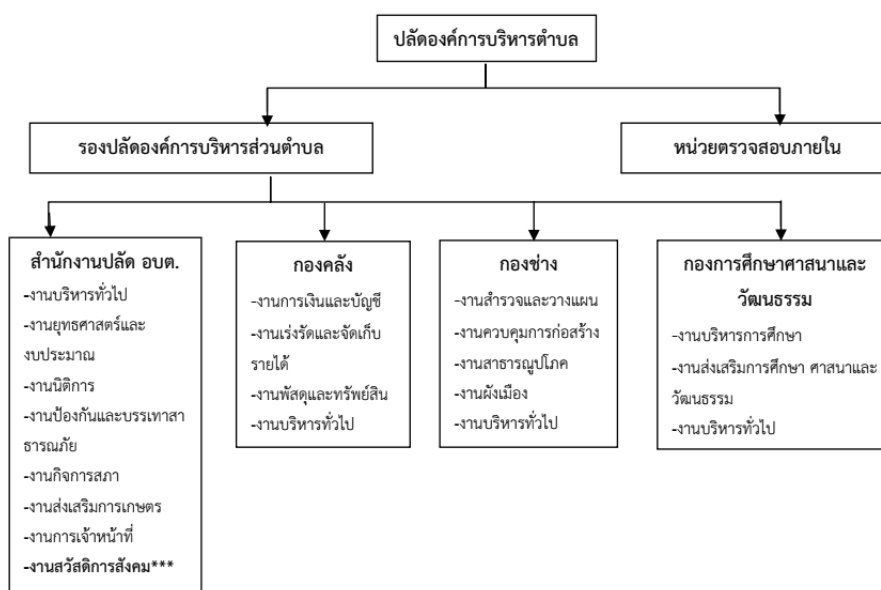 ปลัดองค์การบริหารตำบล
รองปลัดองค์การบริหารส่วนตำบล
หน่วยตรวจสอบภายใน
สำนักงานปลัด อบต.
-งานบริหารทั่วไป
-งานยุทธศาสตร์และ
งบประมาณ
-งานนิติการ
-งานป้องกันและบรรเทาสา
ธารณภัย
-งานกิจการสภา
-งานส่งเสริมการเกษตร
-งานการเจ้าหน้าที่
-งานสวัสดิการสังคม***
กองคลัง
-งานการเงินและบัญชี
-งานเร่งรัดและจัดเก็บ
รายได้
-งานพัสดุและทรัพย์สิน
-งานบริหารทั่วไป
กองช่าง
-งานสำรวจและวางแผน
-งานควบคุมการก่อสร้าง
-งานสาธารณูปโภค
-งานผังเมือง
-งานบริหารทั่วไป
กองการศึกษาศาสนาและ
วัฒนธรรม
-งานบริหารการศึกษา
-งานส่งเสริมการศึกษา ศาสนาและ
วัฒนธรรม
-งานบริหารทั่วไป